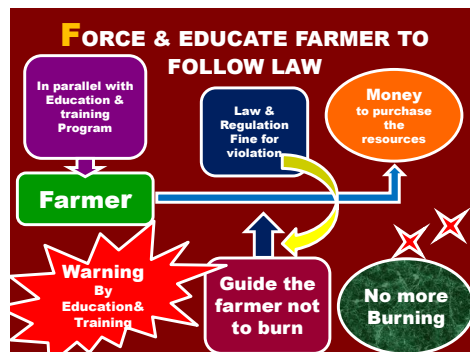 FORCE & EDUCATE FARMER TO
FOLLOW LAW
In parallel with
Education &
training
Program
Law &
Regulation
Fine for
violation
Money
to purchase
the
resources
Farmer
Warning
By
Education&
Training
Guide the
farmer not
to burn
No more
Burning